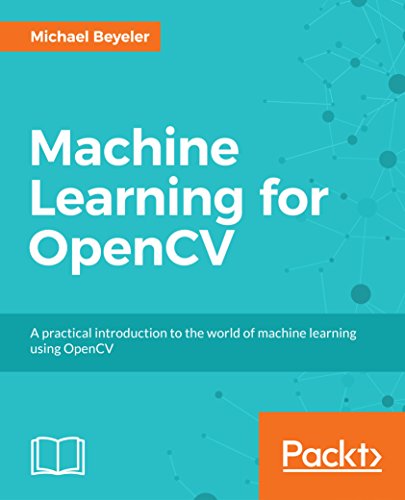 Michael Beyeler
Machine
Learning for
OpenCV
A practical introduction to the world of machine learning
using OpenCV
Packt>